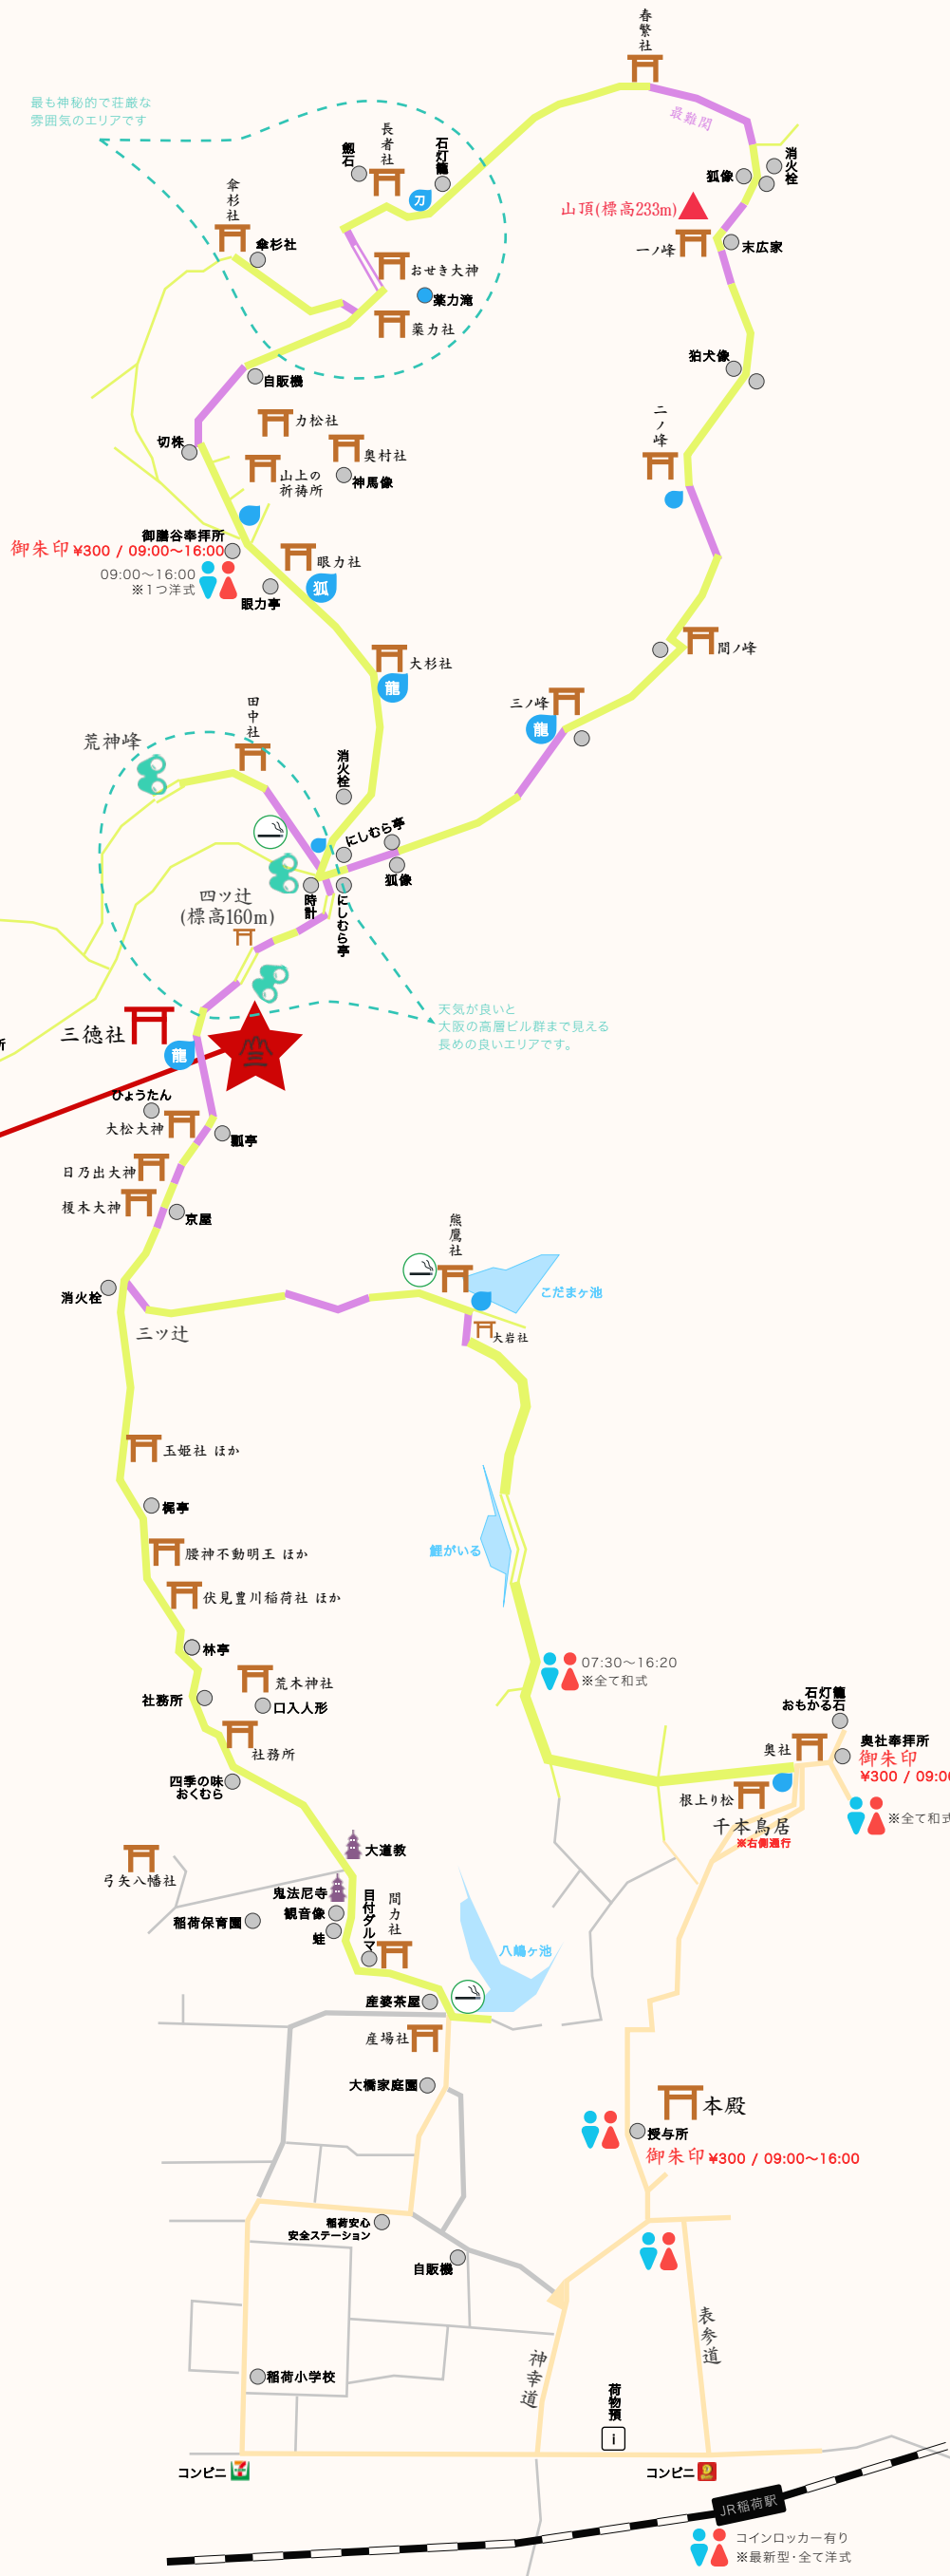 春繁社
最難関
最も神秘的で荘厳な
雰囲気のエリアです
長者社
劔石
石灯籠
刀
消火栓
狐像
傘杉社
傘杉社
山頂(標高233m)
一ノ峰
末広家
おせき大神
薬力滝
薬力社
狛犬像
自販機
力松社
二ノ峰
切株
奥村社
山上の
祈祷所
神馬像
御膳谷奉拝所
御朱印 ¥300 / 09:00〜16:00
09:00〜16:00
※1つ洋式
眼力社
狐
眼力亭
間ノ峰
大杉社
龍
三ノ峰
龍
田中社
荒神峰
消火栓
にしむら亭
狐像
四ツ辻
(標高160m)
時計
にしむら亭
天気が良いと
大阪の高層ビル群まで見える
長めの良いエリアです。
三徳社
龍
所
ひょうたん
大松大神
瓢亭
日乃出大神
榎木大神
京屋
熊鷹社
こだまヶ池
消火栓
三ツ辻
大岩社
玉姫社 ほか
梶亭
鯉がいる
腰神不動明王 ほか
伏見豊川稲荷社 ほか
林亭
07:30〜16:20
※全て和式
荒木神社
社務所
口入人形
石灯籠
おもかる石
社務所
奥社
奥社奉拝所
御朱印
¥300 / 09:00
四季の味
おくむら
根上り松
※全て和式
千本鳥居
※右側通行
大道教
弓矢八幡社
鬼法尼寺
目付ダルマ
間力社
観音像
稲荷保育園
蛙
八嶋ヶ池
産婆茶屋
産場社
大橋家庭園
本殿
授与所
御朱印 ¥300 / 09:00〜16:00
稲荷安心
安全ステーション
自販機
表参道
神幸道
稲荷小学校
荷物預
i
コンビニ
7
コンビニ
JR稲荷駅
コインロッカー有り
※最新型・全て洋式